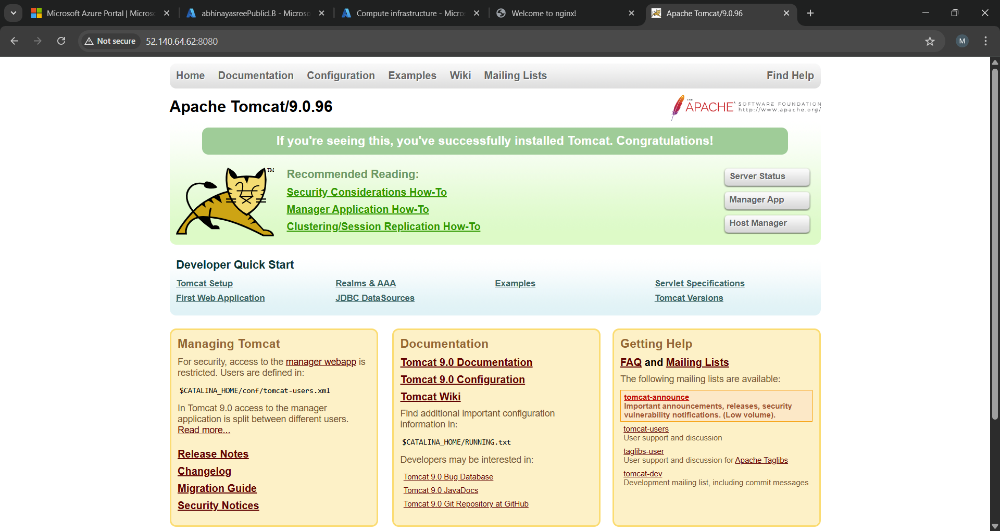 Microsoft Azure Portal | Micros
abhinayasreePublicLB - Microso
Compute infrastructure - Micro
Welcome to nginx!
Apache Tomcat/9.0.96
Not secure
52.140.64.62:8080
M
Home
Documentation
Configuration
Examples
Wiki
Mailing Lists
Find Help
Apache Tomcat/9.0.96
THE
APACHE
SOFTWARE FOUNDATION
http://www.apache.org/
If you're seeing this, you've successfully installed Tomcat. Congratulations!
TM
Recommended Reading:
Security Considerations How-To
Manager Application How-To
Clustering/Session Replication How-To
Server Status
Manager App
Host Manager
Developer Quick Start
Tomcat Setup
First Web Application
Realms & AAA
JDBC DataSources
Examples
Servlet Specifications
Tomcat Versions
Managing Tomcat
For security, access to the manager webapp is
restricted. Users are defined in:
$CATALINA_HOME/conf/tomcat-users.xml
In Tomcat 9.0 access to the manager
application is split between different users.
Read more...
Release Notes
Changelog
Migration Guide
Security Notices
Documentation
Tomcat 9.0 Documentation
Tomcat 9.0 Configuration
Tomcat Wiki
Find additional important configuration
information in:
$CATALINA_HOME/RUNNING.txt
Developers may be interested in:
Tomcat 9.0 Bug Database
Tomcat 9.0 JavaDocs
Tomcat 9.0 Git Repository at GitHub
Getting Help
FAQ and Mailing Lists
The following mailing lists are available:
tomcat-announce
Important announcements, releases, security
vulnerability notifications. (Low volume).
tomcat-users
User support and discussion
taglibs-user
User support and discussion for Apache Taglibs
tomcat-dev
Development mailing list, including commit messages